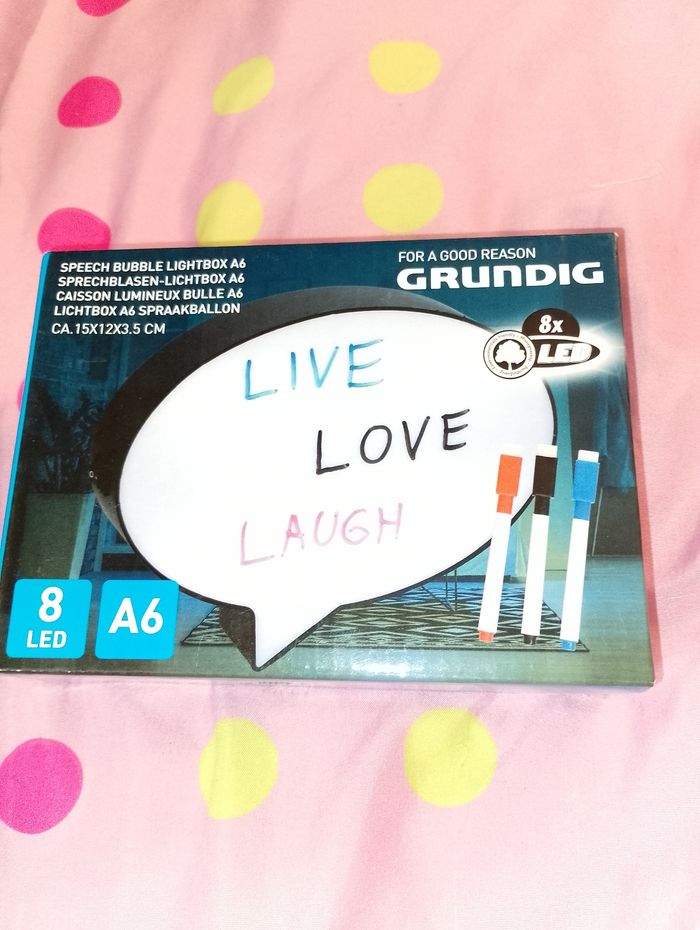 SPEECH BUBBLE LIGHTBOX A6
SPRECHBLASEN-LICHTBOX A6
CAISSON LUMINEUX BULLE A6
LICHTBOX A6 SPRAAKBALLON
CA.15X12X3.5 CM
FOR A GOOD REASON
GRUNDIG
8x
LED
LIVE
LOVE
LAUGH
8
LED
A6